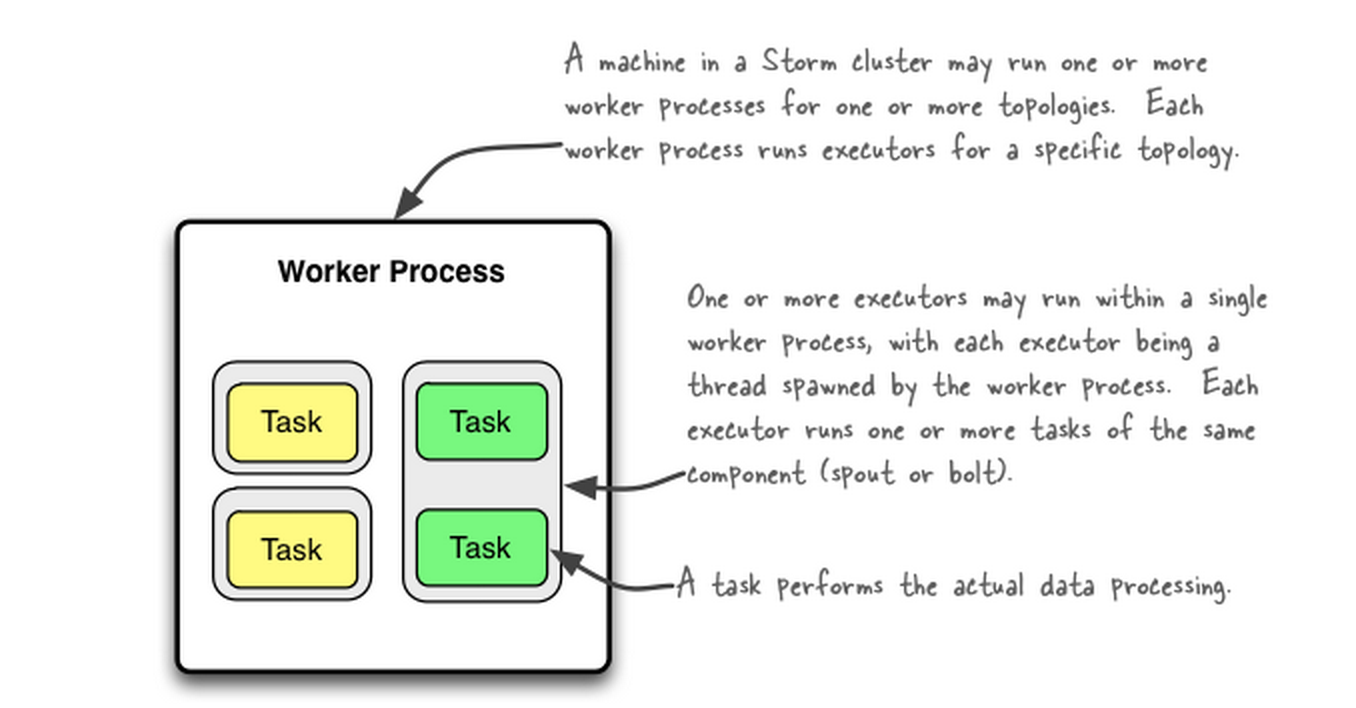 A machine in a Storm cluster may run one or more
worker processes for one or more topologies. Each
worker process runs executors for a specific topology.
Worker Process
One or more executors may run within a single
worker process, with each executor being a
thread spawned by the worker process. Each
executor runs one or more tasks of the same
component (spout or bolt).
Task
Task
Task
Task
A task performs the actual data processing.